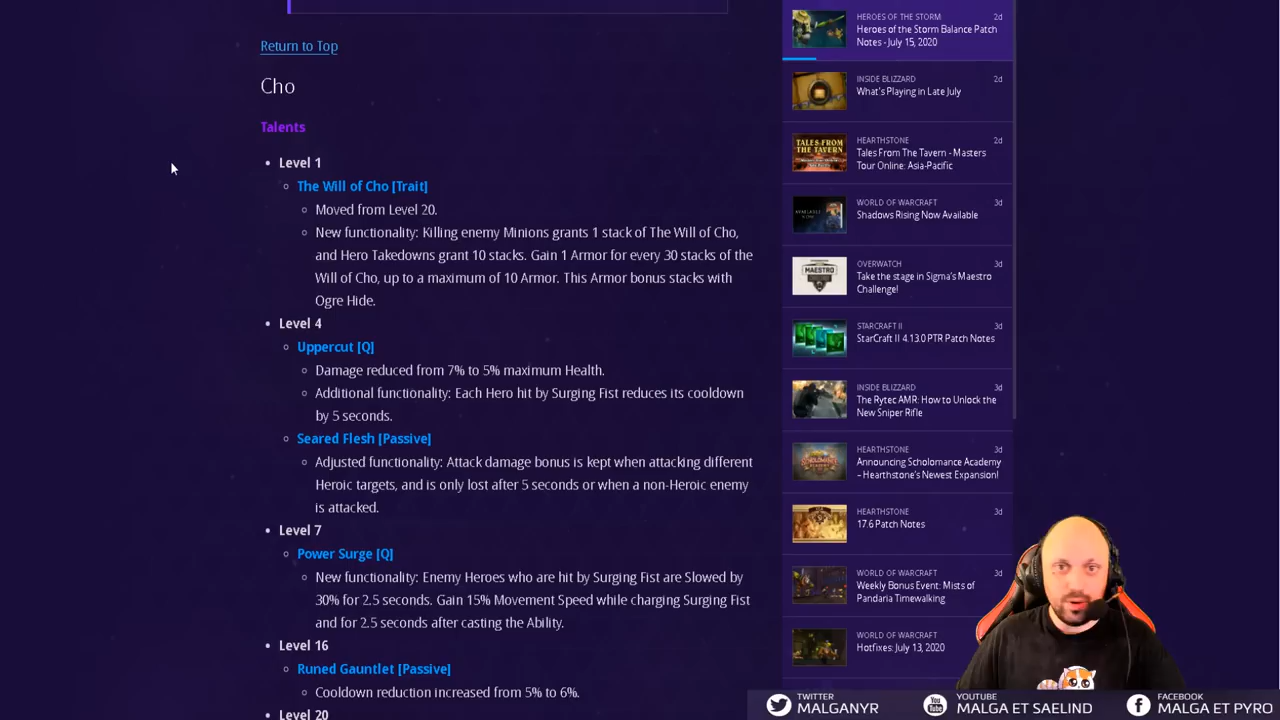 Return to Top
Cho
Talents
Level 1
The Will of Cho [Trait]
Moved from Level 20.
New functionality: Killing enemy Minions grants 1 stack of The Will of Cho,
and Hero Takedowns grant 10 stacks. Gain 1 Armor for every 30 stacks of the
Will of Cho, up to a maximum of 10 Armor. This Armor bonus stacks with
Ogre Hide.
Level 4
Uppercut [Q]
Damage reduced from 7% to 5% maximum Health.
Additional functionality: Each Hero hit by Surging Fist reduces its cooldown
by 5 seconds.
Seared Flesh [Passive]
Adjusted functionality: Attack damage bonus is kept when attacking different
Heroic targets, and is only lost after 5 seconds or when a non-Heroic enemy
is attacked.
Level 7
Power Surge [Q]
New functionality: Enemy Heroes who are hit by Surging Fist are Slowed by
30% for 2.5 seconds. Gain 15% Movement Speed while charging Surging Fist
and for 2.5 seconds after casting the Ability.
Level 16
Runed Gauntlet [Passive]
Cooldown reduction increased from 5% to 6%.
Level 20
HEROES OF THE STORM 2d
Heroes of the Storm Balance Patch
Notes - July 15, 2020
INSIDE BLIZZARD 2d
What's Playing in Late July
HEARTHSTONE 2d
Tales From The Tavern - Masters
Tour Online: Asia-Pacific
TALES FROM
THE TAVERN
WORLD OF WARCRAFT 3d
Shadows Rising Now Available
OVERWATCH 3d
Take the stage in Sigma's Maestro
Challenge!
MAESTRO
STARCRAFT II 3d
StarCraft II 4.13.0 PTR Patch Notes
INSIDE BLIZZARD 3d
The Rytec AMR: How to Unlock the
New Sniper Rifle
HEARTHSTONE 3d
Announcing Scholomance Academy
– Hearthstone's Newest Expansion!
HEARTHSTONE 3d
17.6 Patch Notes
WORLD OF WARCRAFT 3d
Weekly Bonus Event: Mists of
Pandaria Timewalking
WORLD OF WARCRAFT
Hotfixes: July 13, 2020
TWITTER
MALGANYR
YOUTUBE
MALGA ET SAELIND
FACEBOOK
MALGA ET PYRO